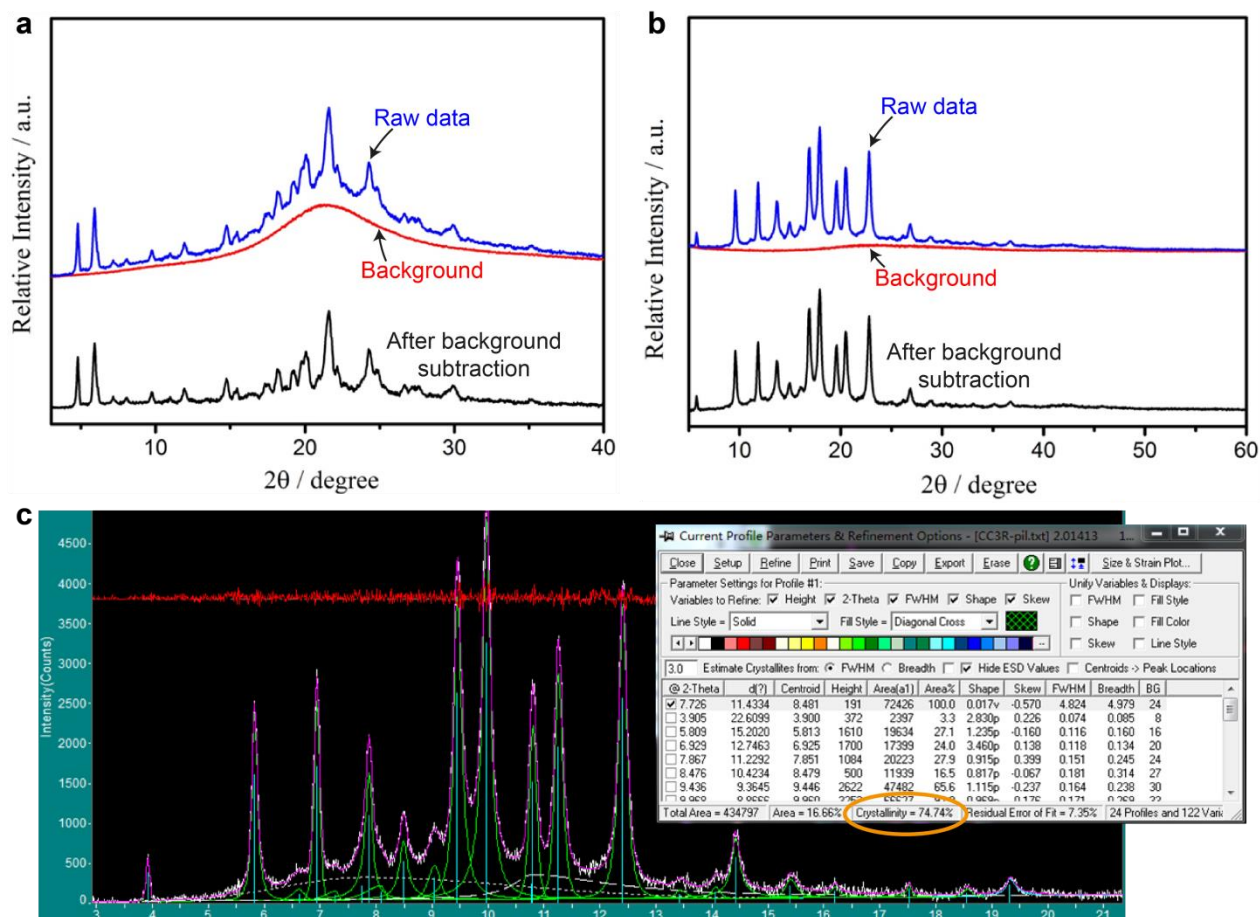 a
Relative Intensity / a.u.
Raw data
Background
After background
subtraction
10 20 30 40
2θ / degree
b
Relative Intensity / a.u.
Raw data
Background
After background
subtraction
10 20 30 40 50 60
2θ / degree
c
Intensity(Counts)
4500-
4000-
3500-
3000-
2500-
2000-
1500-
1000-
500-
0-
3 4 5 6 7 8 9 10 11 12 13 14 15 16 17 18 19 20 21
Current Profile Parameters & Refinement Options - [CC3R-pil.txt] 2.01413 1...
Close Setup Refine Print Save Copy Export Erase ? Size & Strain Plot...
Parameter Settings for Profile #1: Unify Variables & Displays:
Variables to Refine: Height 2-Theta FWHM Shape Skew FWHM Fill Style
Line Style = Solid Fill Style = Diagonal Cross Shape Fill Color
... Skew Line Style
3.0 Estimate Crystallites from: FWHM Breadth Hide ESD Values Centroids -> Peak Locations
@ 2-Theta d(?) Centroid Height Area(a1) Area% Shape Skew FWHM Breadth BG
7.726 11.4334 8.481 191 72426 100.0 0.017v -0.570 4.824 4.979 24
3.905 22.6099 3.900 372 2397 3.3 2.830p 0.226 0.074 0.085 8
5.809 15.2020 5.813 1610 19634 27.1 1.235p -0.160 0.116 0.160 16
6.929 12.7463 6.925 1700 17399 24.0 3.460p 0.138 0.118 0.134 20
7.867 11.2292 7.851 1084 20223 27.9 0.915p 0.399 0.151 0.245 24
8.476 10.4234 8.479 500 11939 16.5 0.817p -0.067 0.181 0.314 27
9.436 9.3645 9.446 2622 47482 65.6 1.115p -0.237 0.164 0.238 30
Total Area = 434797 Area = 16.66% Crystallinity = 74.74% Residual Error of Fit = 7.35% 24 Profiles and 122 Varia